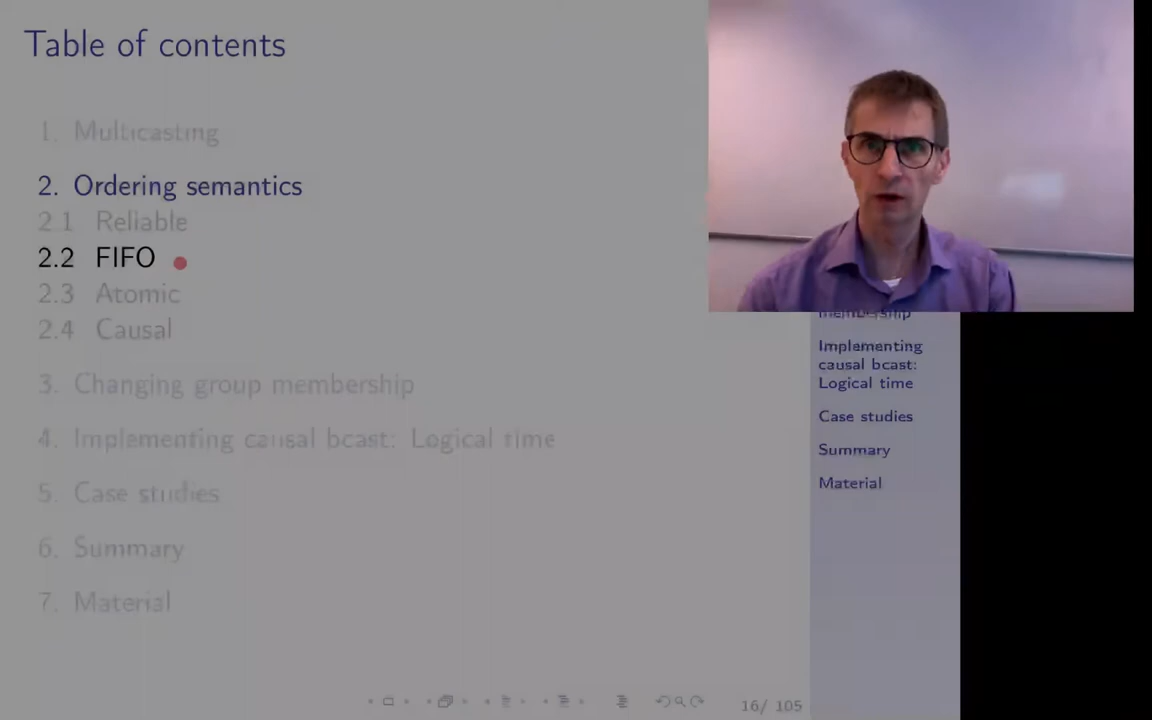 Table of contents
1. Multicasting
2. Ordering semantics
2.1 Reliable
2.2 FIFO
2.3 Atomic
2.4 Causal
3. Changing group membership
4. Implementing causal bcast: Logical time
5. Case studies
6. Summary
7. Material
membership
Implementing
causal bcast:
Logical time
Case studies
Summary
Material
16/ 105